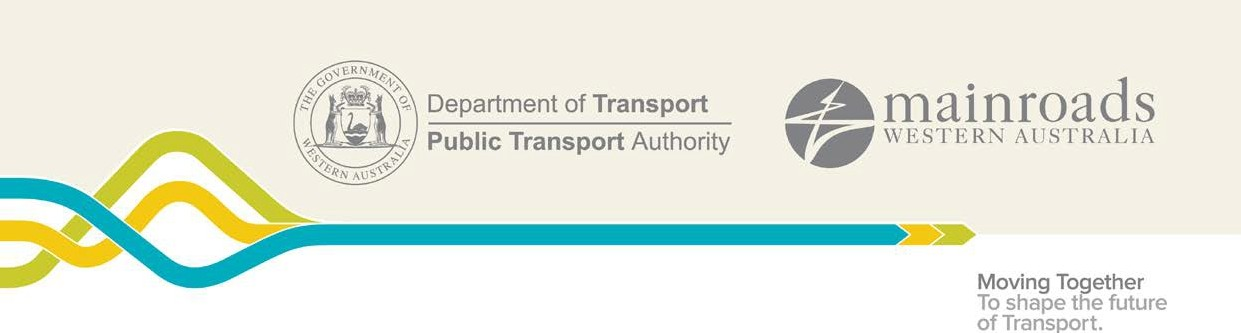 THE GOVERNMENT OF
WESTERN AUSTRALIA
Department of Transport
Public Transport Authority
mainroads
WESTERN AUSTRALIA
Moving Together
To shape the future
of Transport.